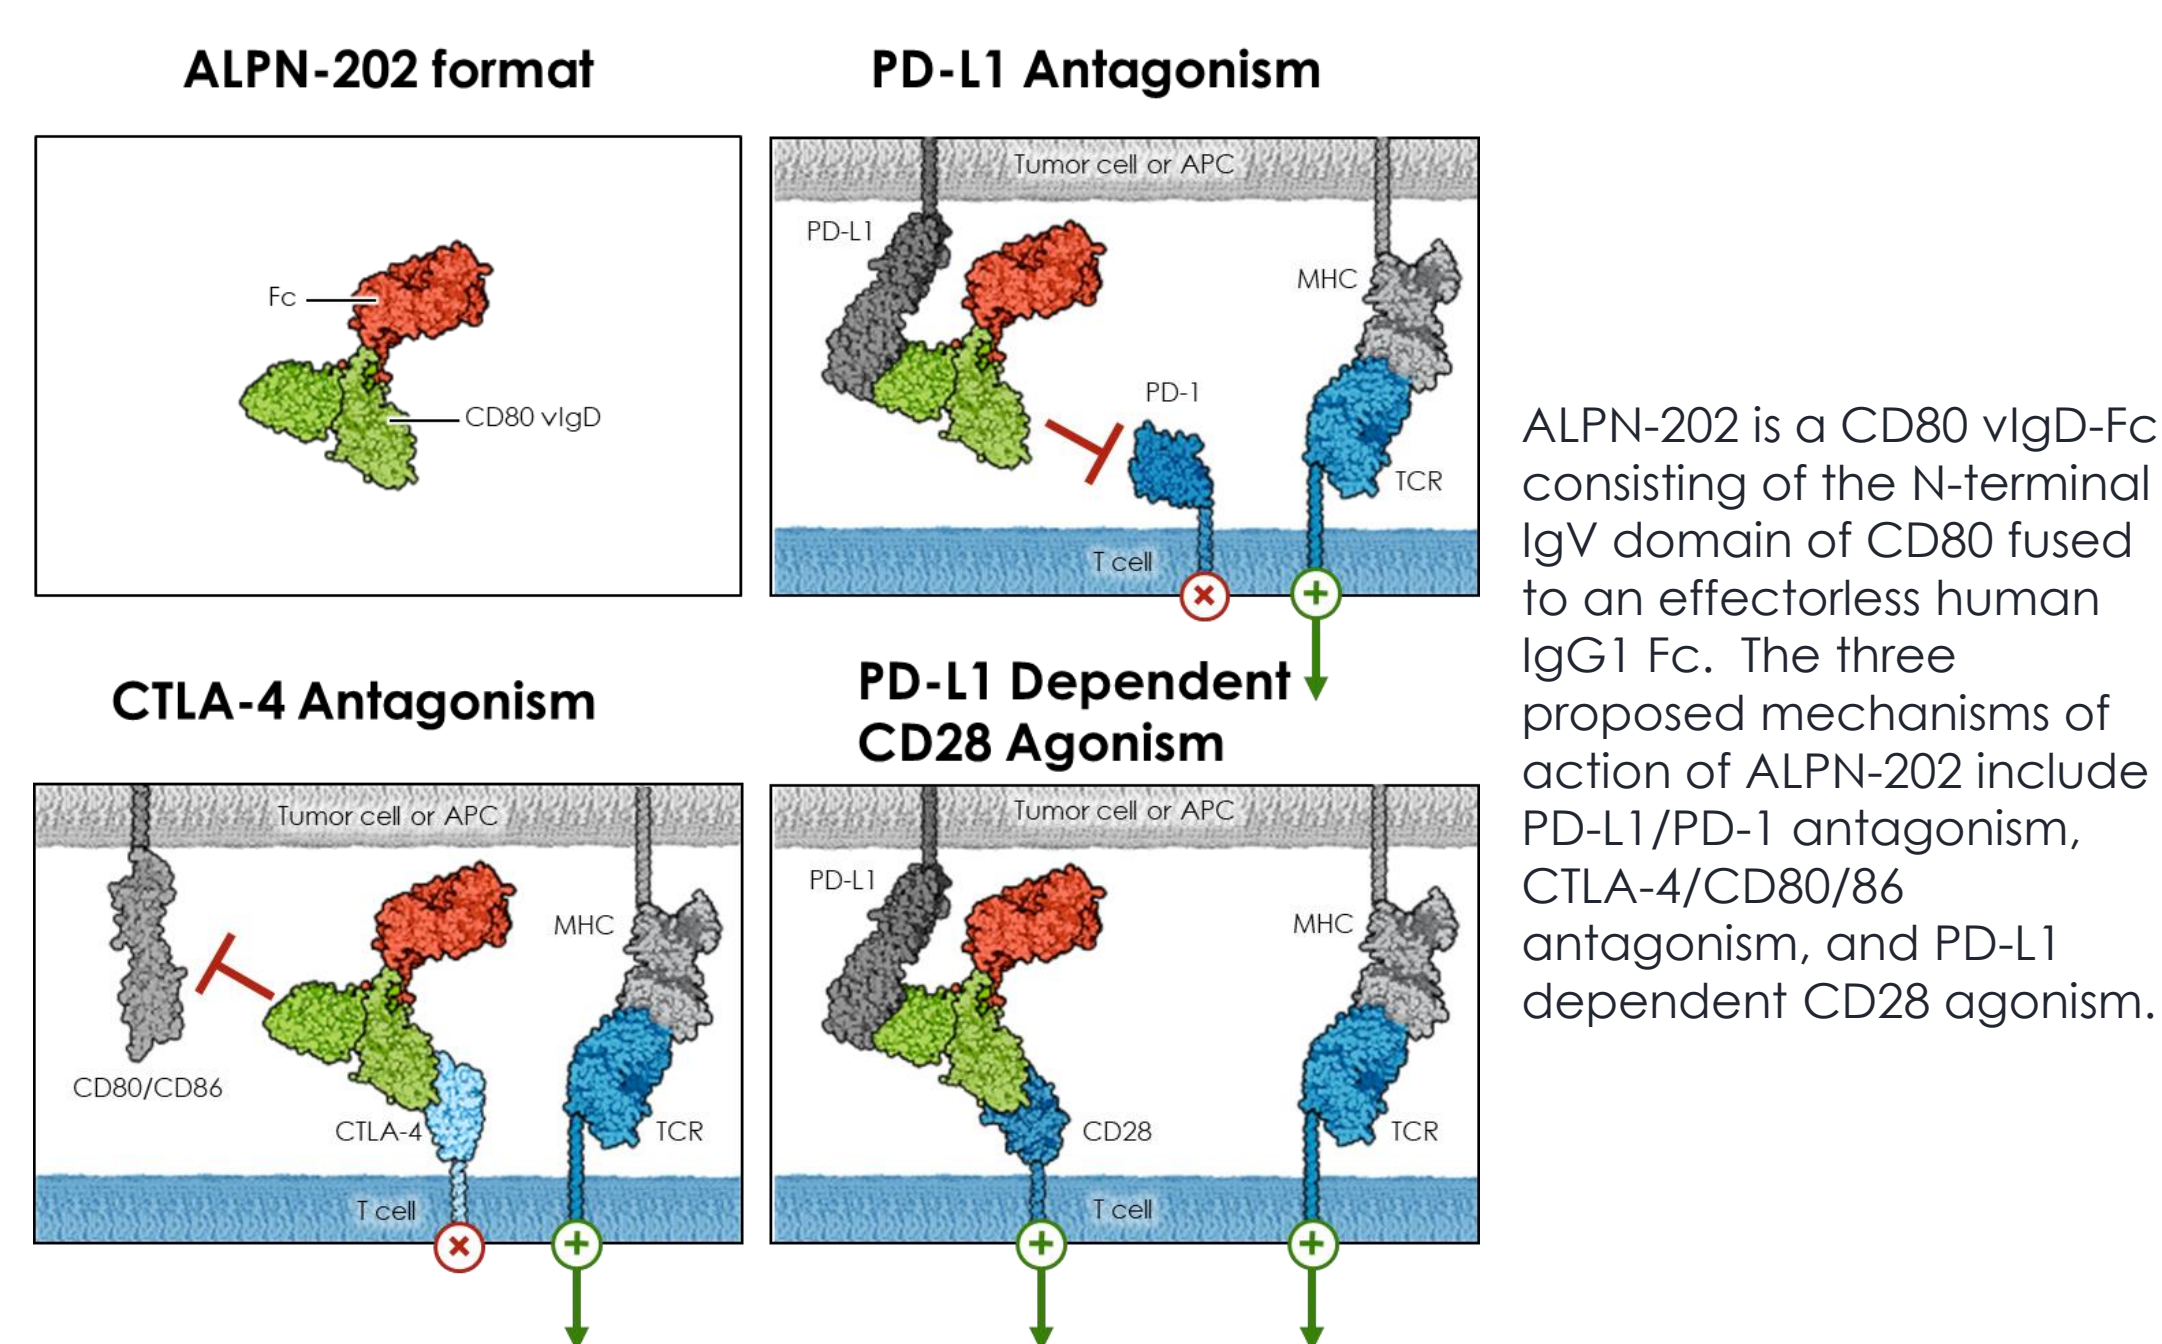 ALPN-202 format
Fc
CD80 vIgD
PD-L1 Antagonism
Tumor cell or APC
PD-L1
MHC
PD-1
TCR
T cell
CTLA-4 Antagonism
Tumor cell or APC
MHC
CD80/CD86
CTLA-4
TCR
T cell
PD-L1 Dependent
CD28 Agonism
Tumor cell or APC
PD-L1
MHC
CD28
TCR
T cell
ALPN-202 is a CD80 vIgD-Fc
consisting of the N-terminal
IgV domain of CD80 fused
to an effectorless human
IgG1 Fc.  The three
proposed mechanisms of
action of ALPN-202 include
PD-L1/PD-1 antagonism,
CTLA-4/CD80/86
antagonism, and PD-L1
dependent CD28 agonism.